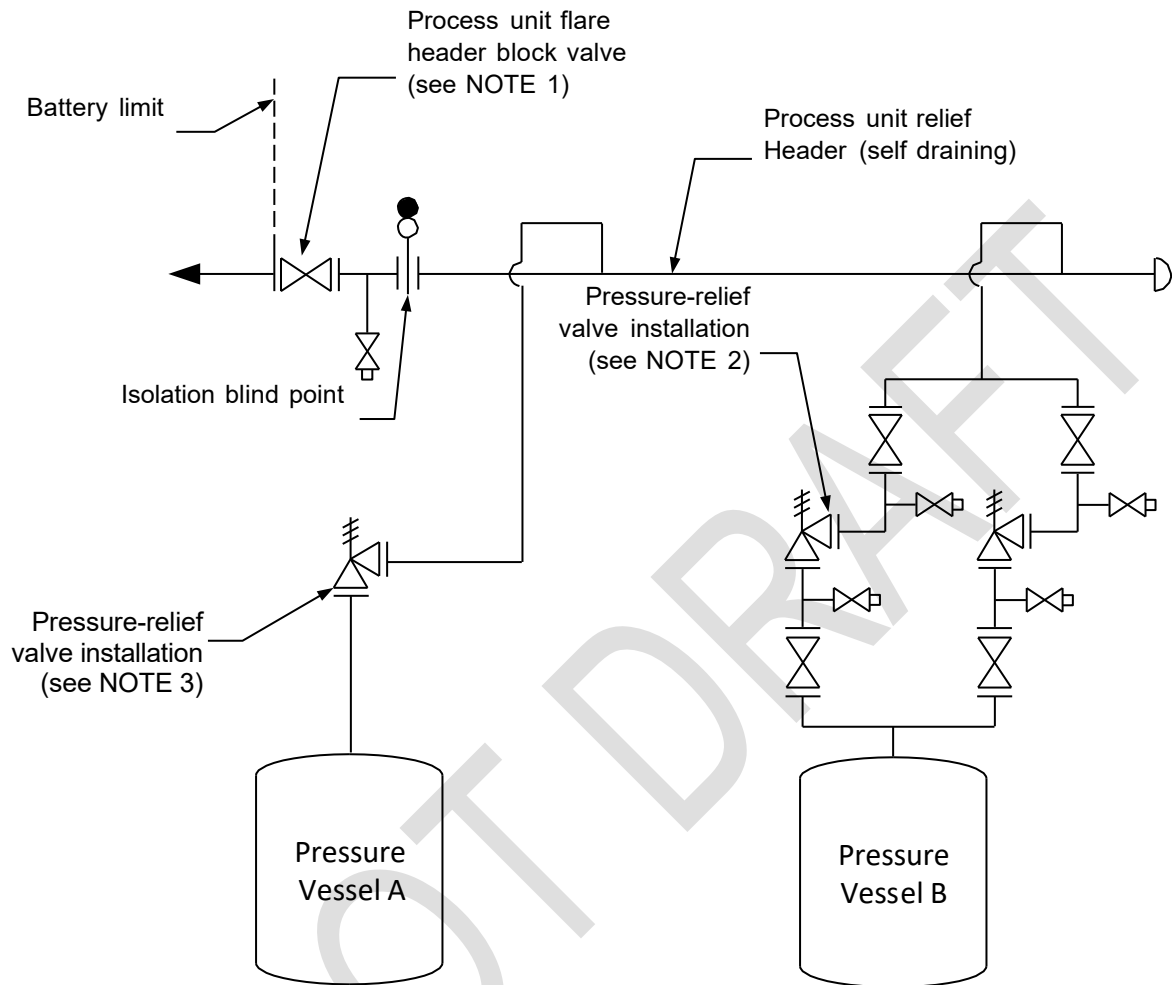 Process unit flare
header block valve
(see NOTE 1)
Battery limit
Process unit relief
Header (self draining)
Pressure-relief
valve installation
(see NOTE 2)
Isolation blind point
Pressure-relief
valve installation
(see NOTE 3)
Pressure
Vessel A
Pressure
Vessel B
OT DRAFT